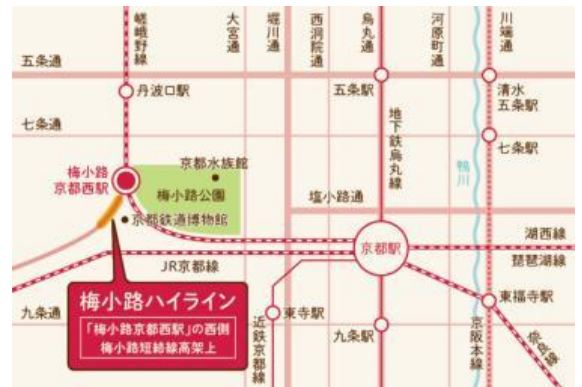 嵯峨野線
大宮通
堀川通
西洞院通
烏丸通
河原町通
川端通
五条通
丹波口駅
五条駅
清水
五条駅
七条通
七条駅
地下鉄烏丸線
鴨川
梅小路
京都西駅
京都水族館
梅小路公園
京都鉄道博物館
塩小路通
京都駅
湖西線
琵琶湖線
JR京都線
梅小路ハイライン
「梅小路京都西駅」の西側
梅小路短絡線高架上
九条通
近鉄京都線
東寺駅
九条駅
京阪本線
東福寺駅
奈良線